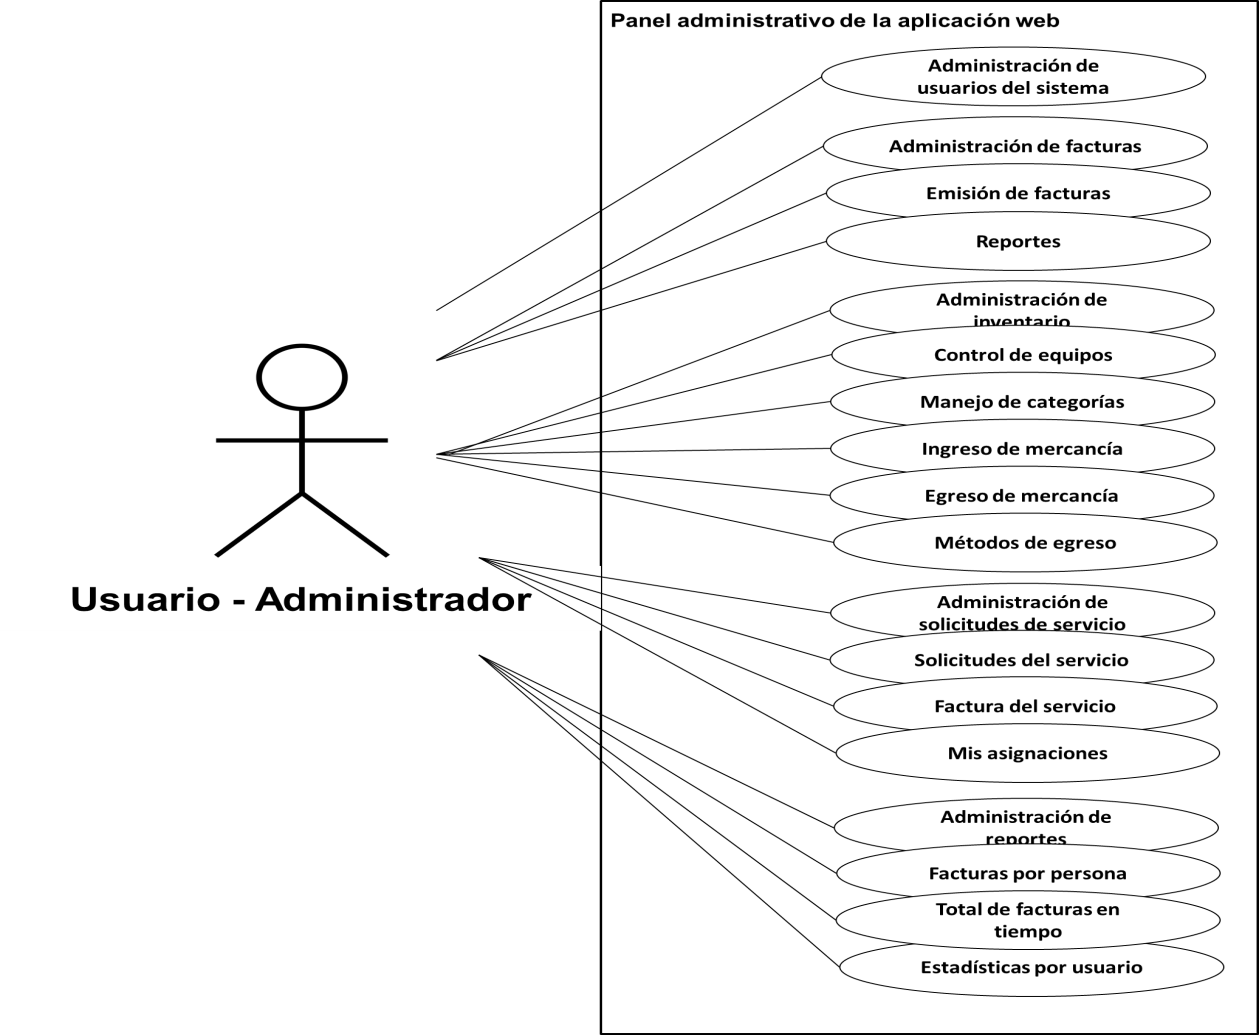 Panel administrativo de la aplicación web
Administración de
usuarios del sistema
Administración de facturas
Emisión de facturas
Reportes
Administración de
inventario
Control de equipos
Manejo de categorías
Ingreso de mercancía
Egreso de mercancía
Métodos de egreso
Usuario - Administrador
Administración de
solicitudes de servicio
Solicitudes del servicio
Factura del servicio
Mis asignaciones
Administración de
reportes
Facturas por persona
Total de facturas en
tiempo
Estadísticas por usuario